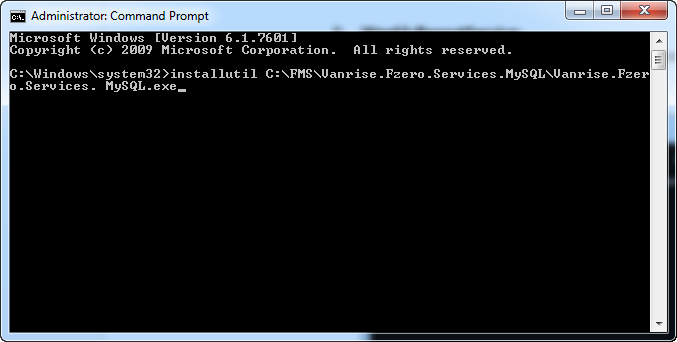 Administrator: Command Prompt
Microsoft Windows [Version 6.1.7601]
Copyright (c) 2009 Microsoft Corporation.  All rights reserved.
C:\Windows\system32>installutil C:\FMS\Vanrise.Fzero.Services.MySQL\Vanrise.Fzer
o.Services. MySQL.exe